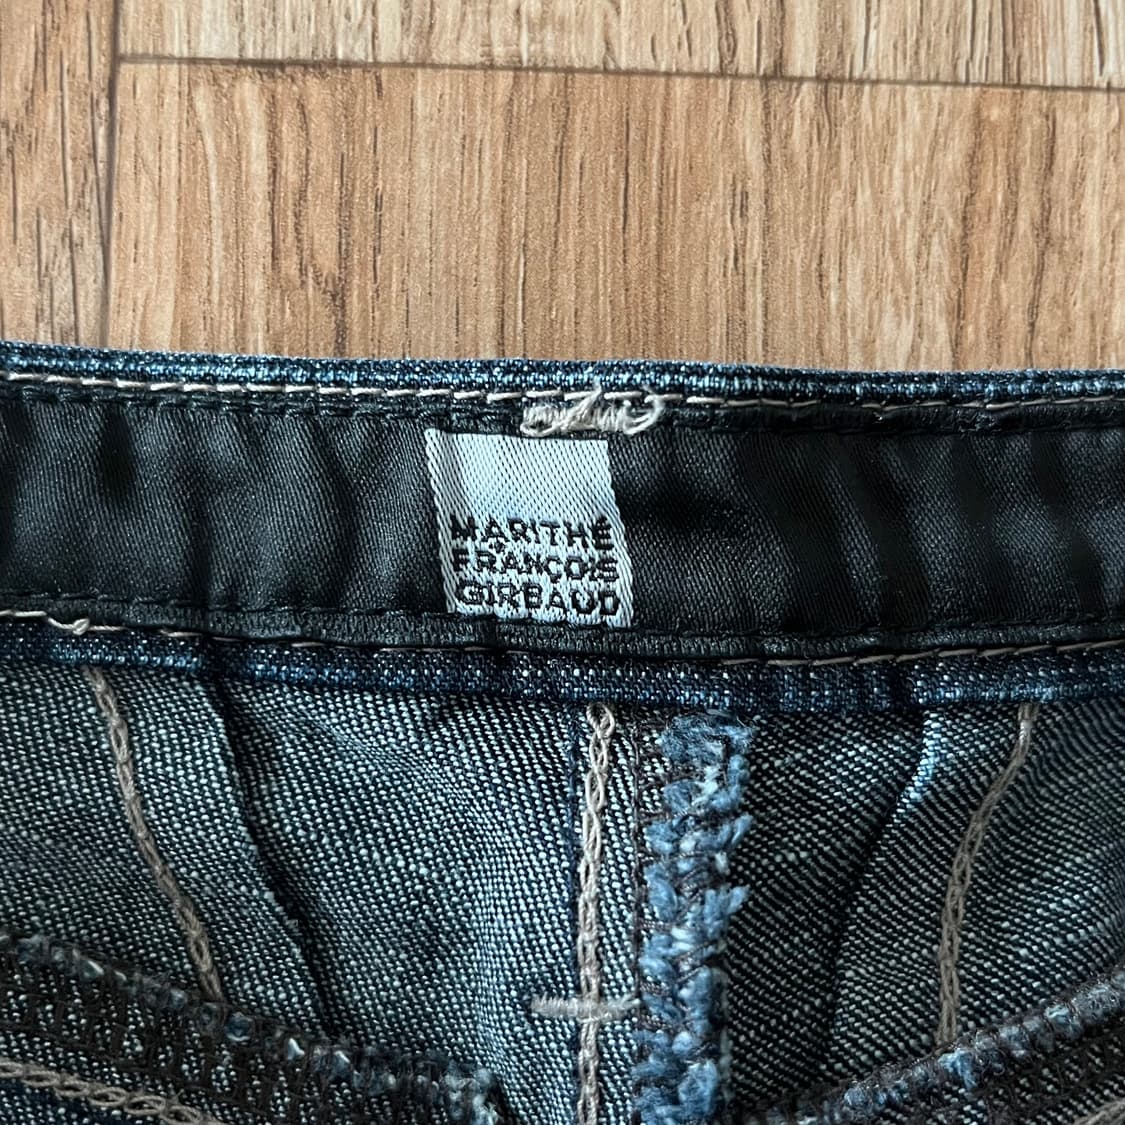 MARITHÉ
+
FRANÇOIS
GIRBAUD